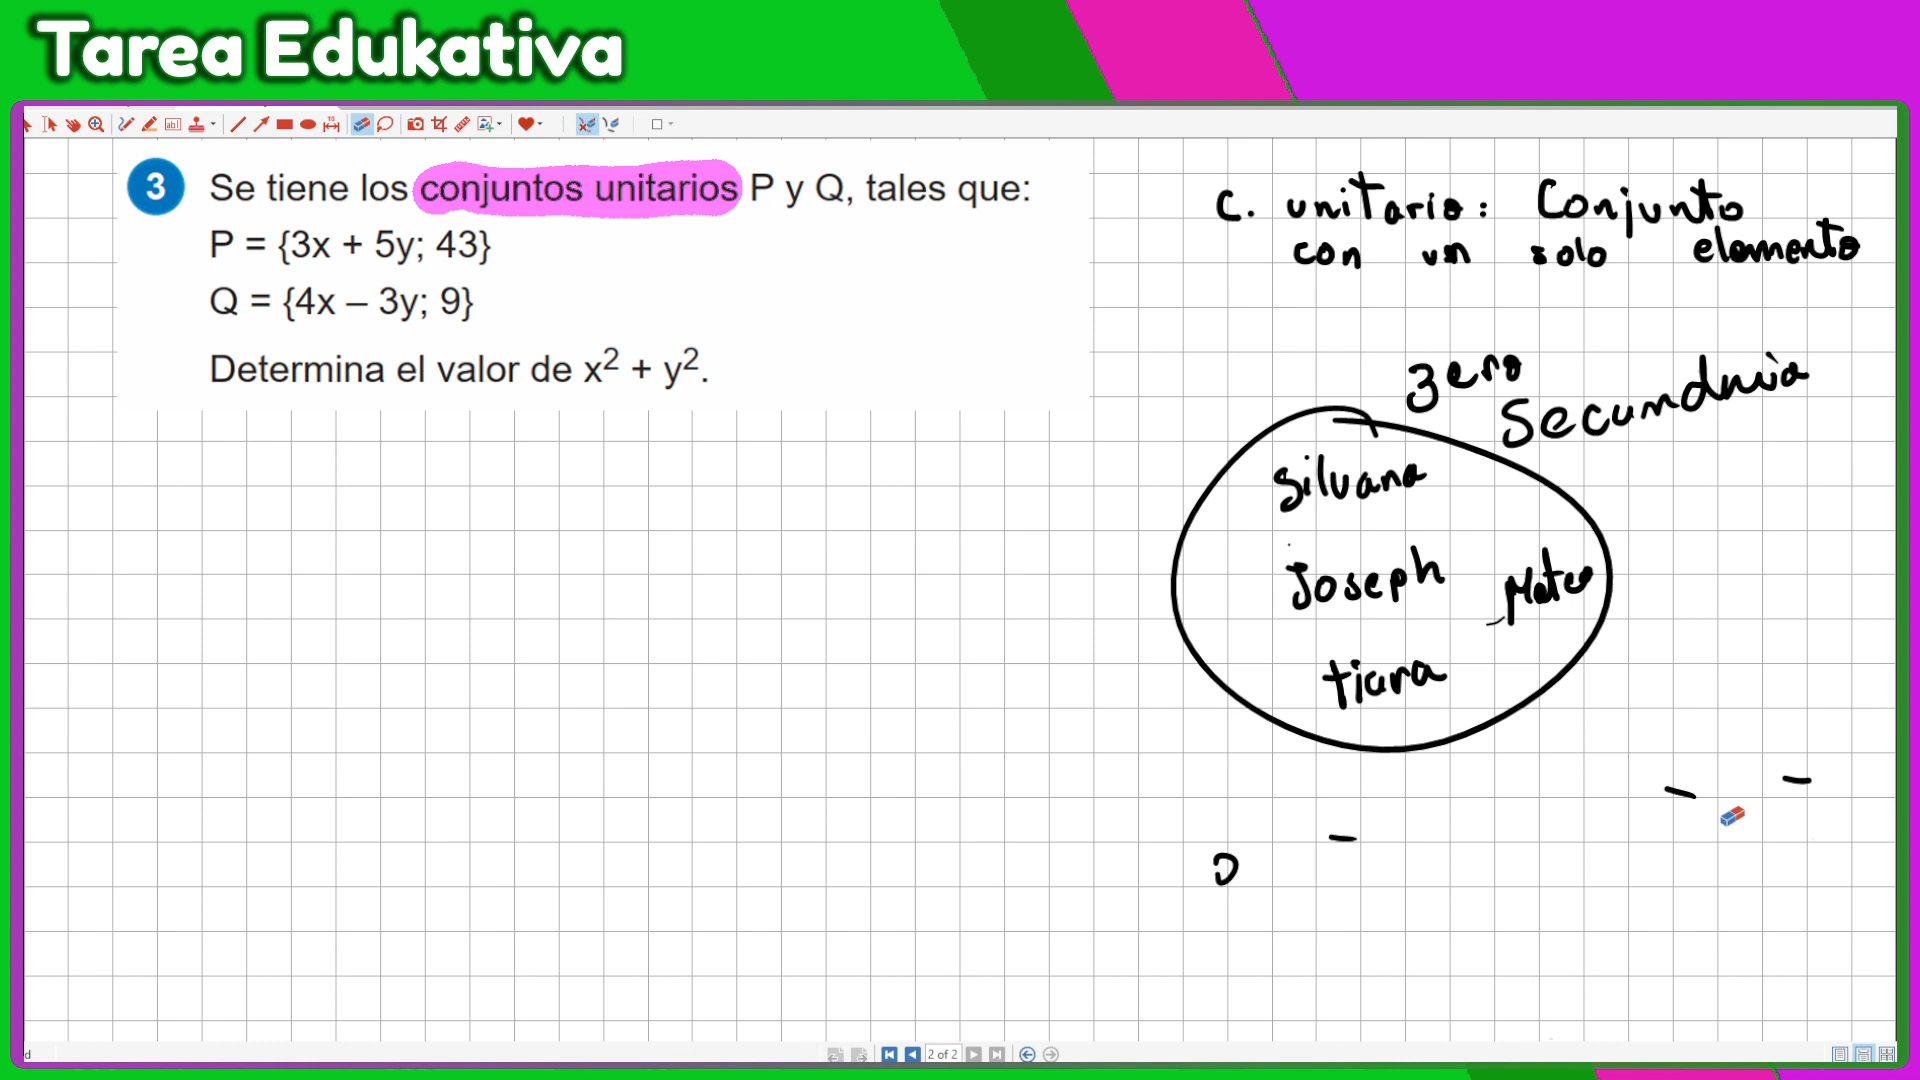 Tarea Edukativa
3 Se tiene los conjuntos unitarios P y Q, tales que:
P = {3x + 5y; 43}
Q = {4x – 3y; 9}
Determina el valor de x² + y².
C. unitario: Conjunto
con un solo elemento
3ero
Secundaria
Silvana
Joseph Mateo
tiara
2 of 2